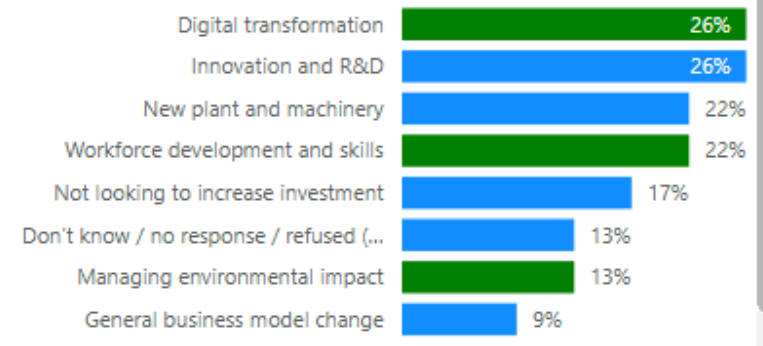 Digital transformation 26%
Innovation and R&D 26%
New plant and machinery 22%
Workforce development and skills 22%
Not looking to increase investment 17%
Don't know / no response / refused (... 13%
Managing environmental impact 13%
General business model change 9%